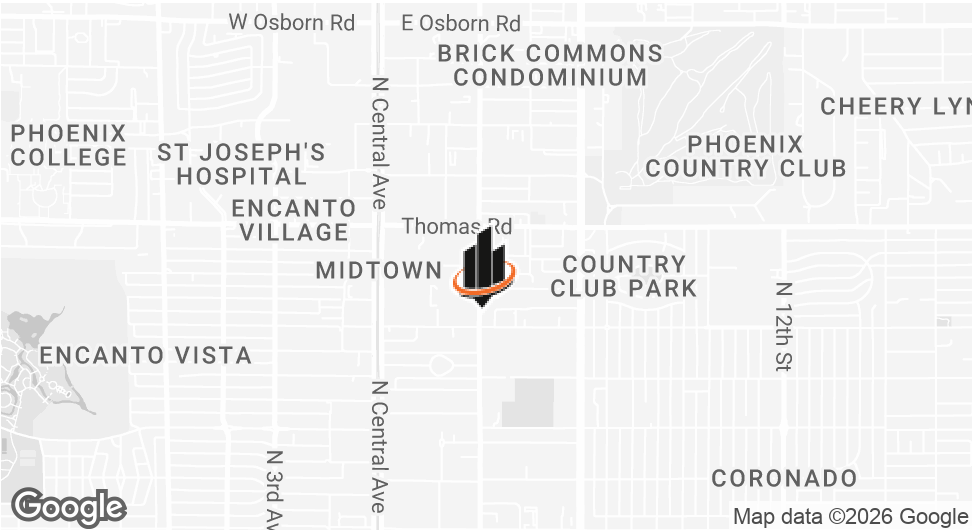 W Osborn Rd
E Osborn Rd
BRICK COMMONS
CONDOMINIUM
N Central Ave
CHEERY LYN
PHOENIX
COLLEGE
ST JOSEPH'S
HOSPITAL
PHOENIX
COUNTRY CLUB
ENCANTO
VILLAGE
Thomas Rd
MIDTOWN
COUNTRY
CLUB PARK
N 12th St
ENCANTO VISTA
N Central Ave
N 3rd Av
CORONADO
Google
Map data ©2026 Google